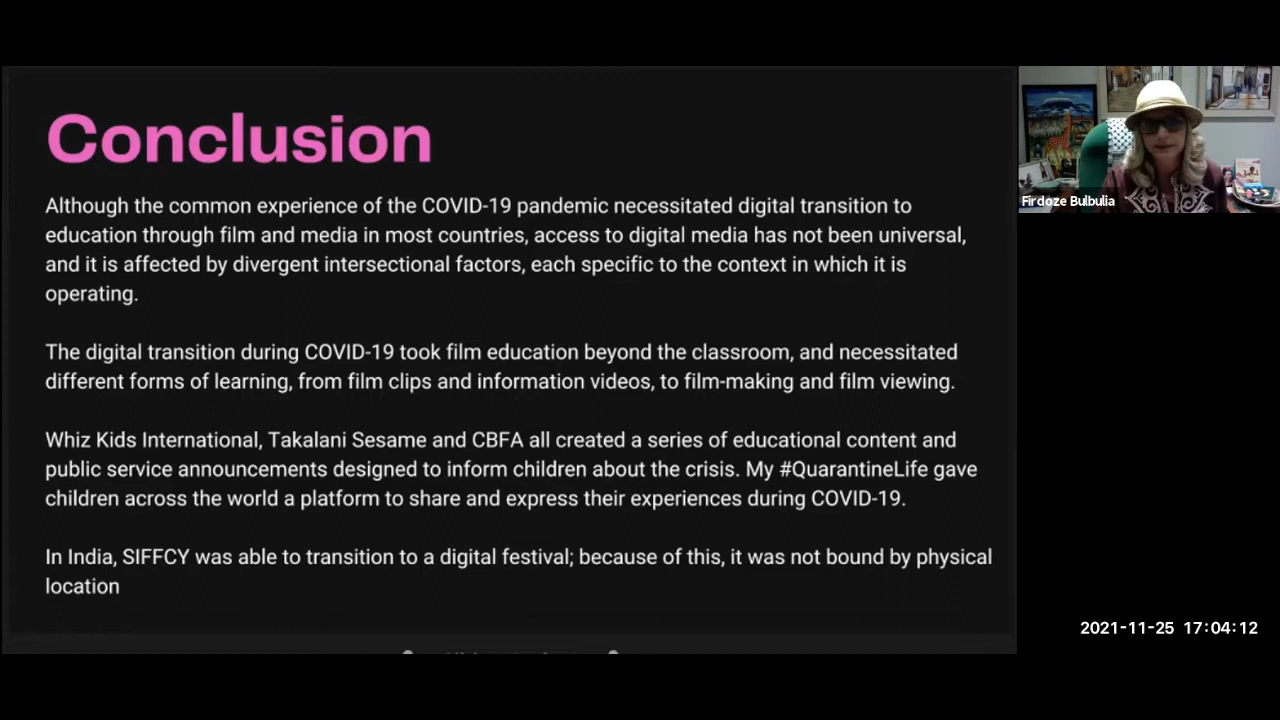 Conclusion
Although the common experience of the COVID-19 pandemic necessitated digital transition to
education through film and media in most countries, access to digital media has not been universal,
and it is affected by divergent intersectional factors, each specific to the context in which it is
operating.
The digital transition during COVID-19 took film education beyond the classroom, and necessitated
different forms of learning, from film clips and information videos, to film-making and film viewing.
Whiz Kids International, Takalani Sesame and CBFA all created a series of educational content and
public service announcements designed to inform children about the crisis. My #QuarantineLife gave
children across the world a platform to share and express their experiences during COVID-19.
In India, SIFFCY was able to transition to a digital festival; because of this, it was not bound by physical
location
Firdoze Bulbulia
2021-11-25 17:04:12